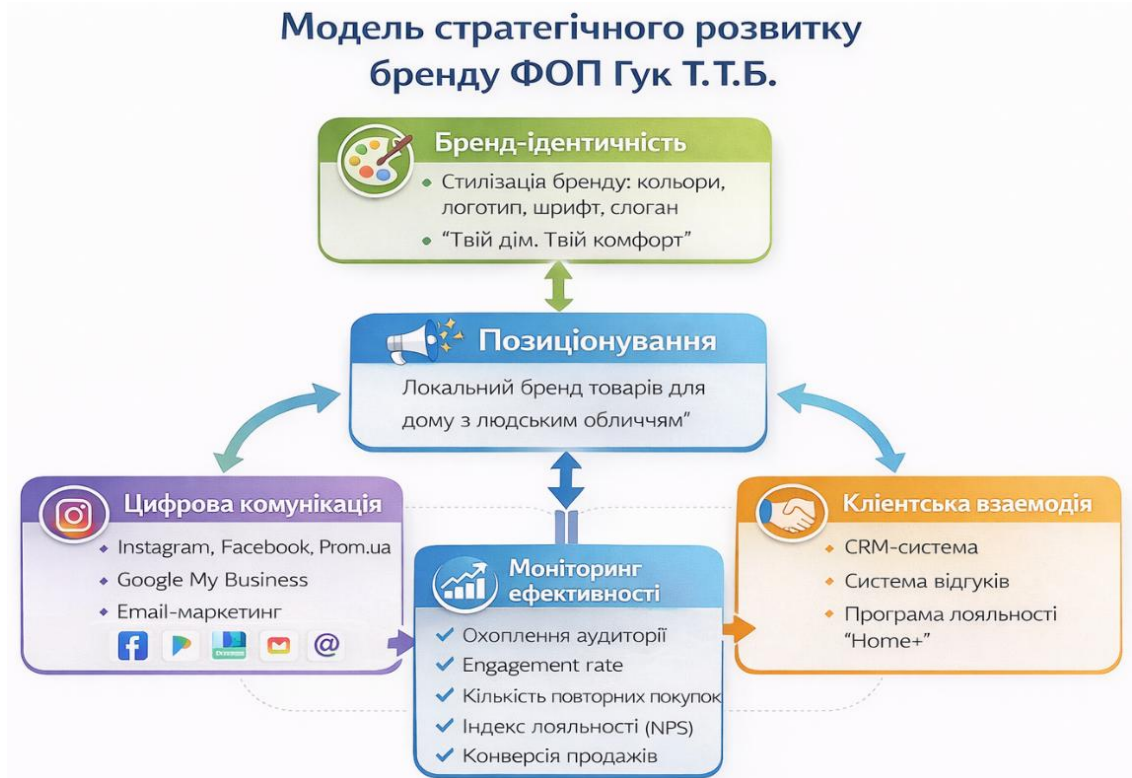 Модель стратегічного розвитку
бренду ФОП Гук Т.Т.Б.
Бренд-ідентичність
Стилізація бренду: кольори,
логотип, шрифт, слоган
“Твій дім. Твій комфорт”
Позиціонування
Локальний бренд товарів для
дому з людським обличчям”
Цифрова комунікація
Instagram, Facebook, Prom.ua
Google My Business
Email-маркетинг
Моніторинг
ефективності
Охоплення аудиторії
Engagement rate
Кількість повторних покупок
Індекс лояльності (NPS)
Конверсія продажів
Кліентська взаемодія
CRM-система
Система відгуків
Програма лояльності
“Home+”